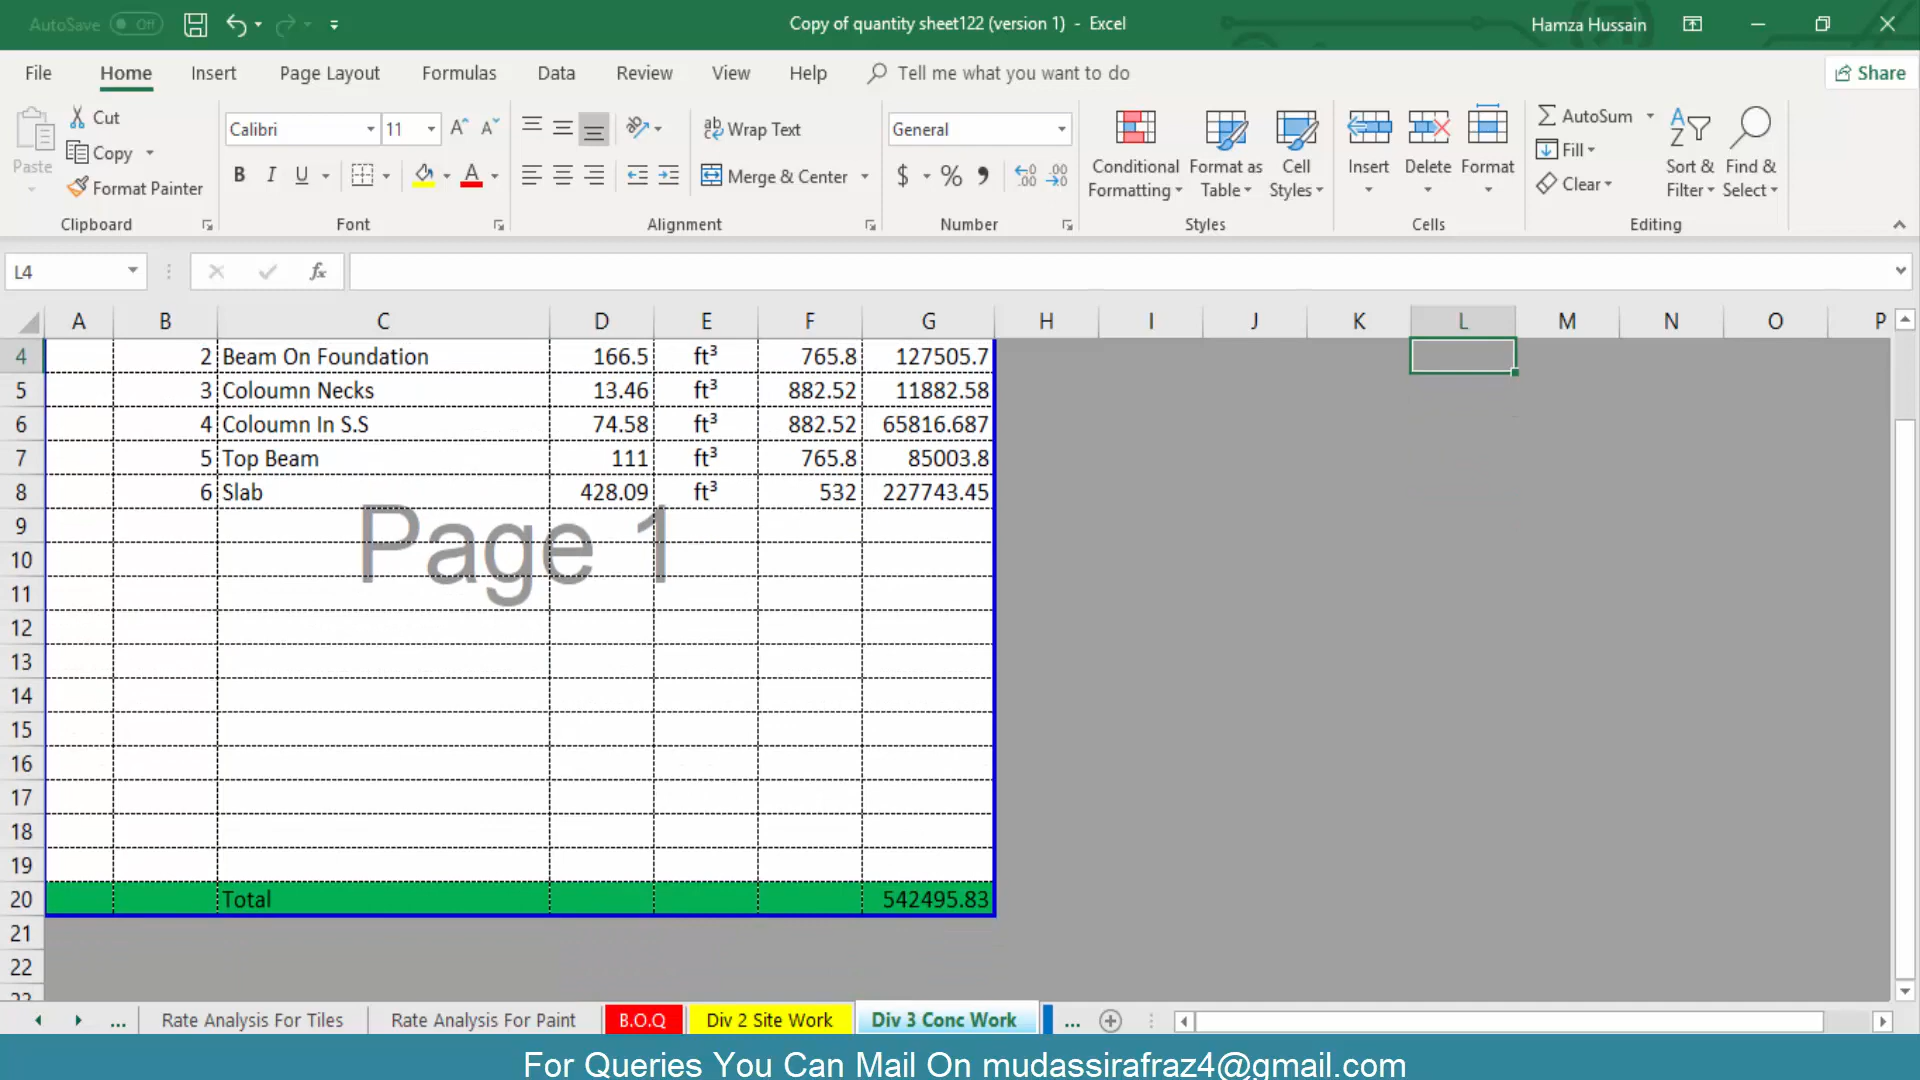 AutoSave Off
Copy of quantity sheet122 (version 1) - Excel
Hamza Hussain
File Home Insert Page Layout Formulas Data Review View Help Tell me what you want to do Share
Paste
Cut
Copy
Format Painter
Clipboard
Calibri 11
B I U
Font
Wrap Text
Merge & Center
Alignment
General
$ % ,
Number
Conditional Formatting
Format as Table
Cell Styles
Styles
Insert Delete Format
Cells
AutoSum
Fill
Clear
Sort & Filter
Find & Select
Editing
L4
fx
A B C D E F G H I J K L M N O P
4 2 Beam On Foundation 166.5 ft³ 765.8 127505.7
5 3 Coloumn Necks 13.46 ft³ 882.52 11882.58
6 4 Coloumn In S.S 74.58 ft³ 882.52 65816.687
7 5 Top Beam 111 ft³ 765.8 85003.8
8 6 Slab 428.09 ft³ 532 227743.45
Page 1
9
10
11
12
13
14
15
16
17
18
19
20 Total 542495.83
21
22
23
... Rate Analysis For Tiles Rate Analysis For Paint B.O.Q Div 2 Site Work Div 3 Conc Work ...
For Queries You Can Mail On mudassirafraz4@gmail.com